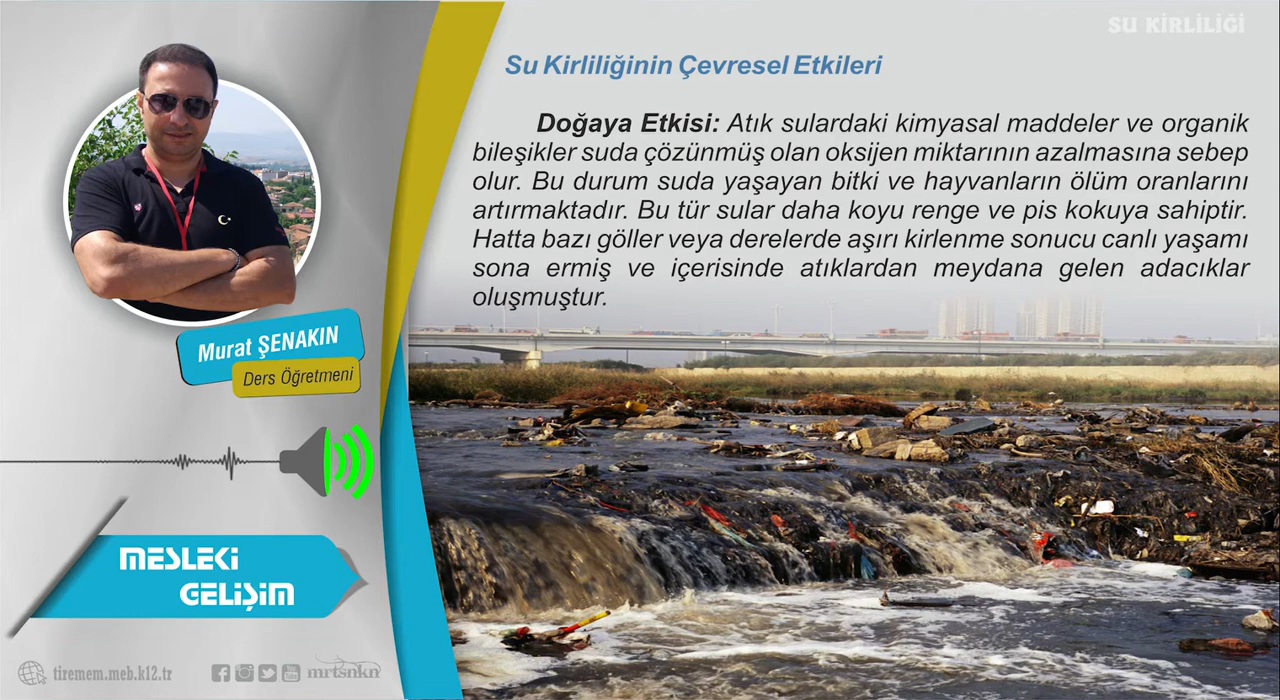 SU KİRLİLİĞİ
Su Kirliliğinin Çevresel Etkileri
Doğaya Etkisi: Atık sulardaki kimyasal maddeler ve organik
bileşikler suda çözünmüş olan oksijen miktarının azalmasına sebep
olur. Bu durum suda yaşayan bitki ve hayvanların ölüm oranlarını
artırmaktadır. Bu tür sular daha koyu renge ve pis kokuya sahiptir.
Hatta bazı göller veya derelerde aşırı kirlenme sonucu canlı yaşamı
sona ermiş ve içerisinde atıklardan meydana gelen adacıklar
oluşmuştur.
Murat ŞENAKIN
Ders Öğretmeni
MESLEKİ
GELİŞİM
tiremem.meb.k12.tr
mrtsnkn